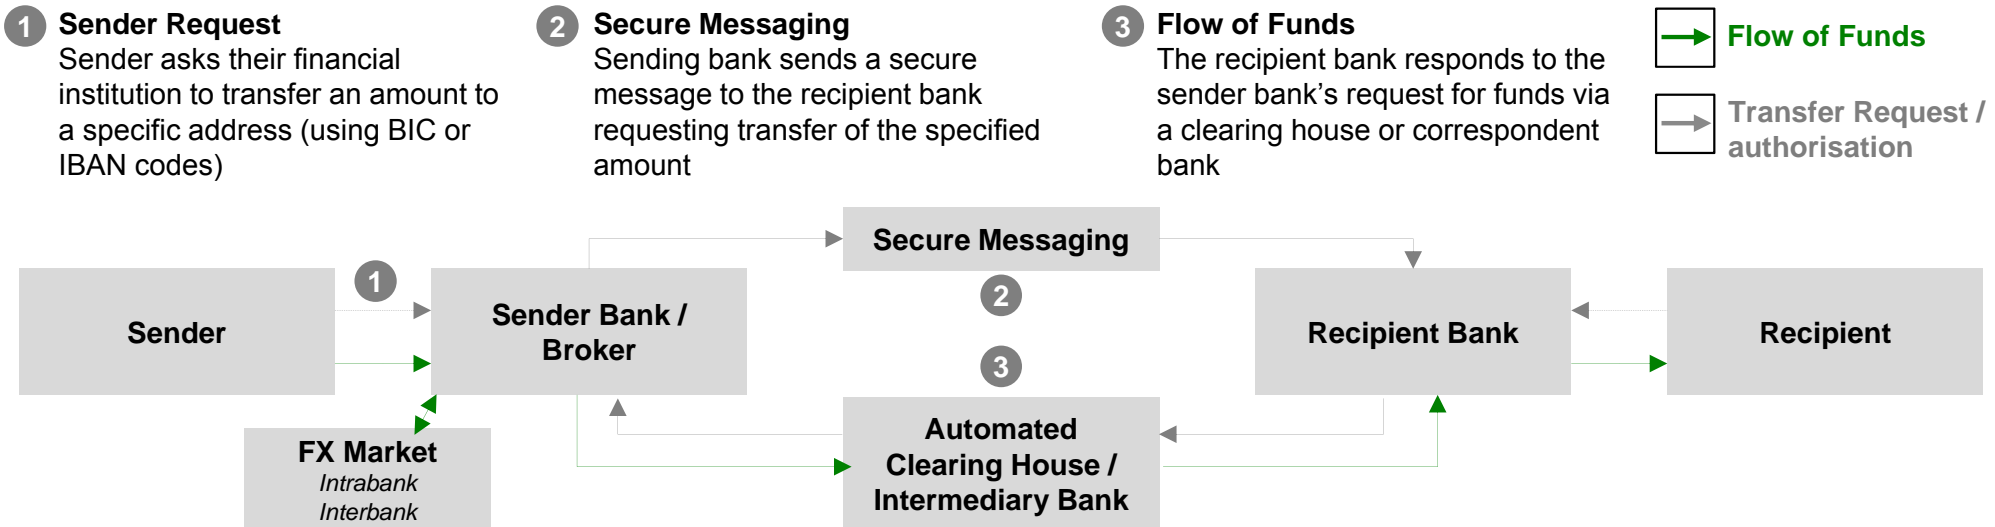 1 Sender Request
Sender asks their financial
institution to transfer an amount to
a specific address (using BIC or
IBAN codes)
2 Secure Messaging
Sending bank sends a secure
message to the recipient bank
requesting transfer of the specified
amount
3 Flow of Funds
The recipient bank responds to the
sender bank’s request for funds via
a clearing house or correspondent
bank
Flow of Funds
Transfer Request /
authorisation
Sender
1
Sender Bank /
Broker
FX Market
Intrabank
Interbank
Secure Messaging
2
3
Automated
Clearing House /
Intermediary Bank
Recipient Bank
Recipient